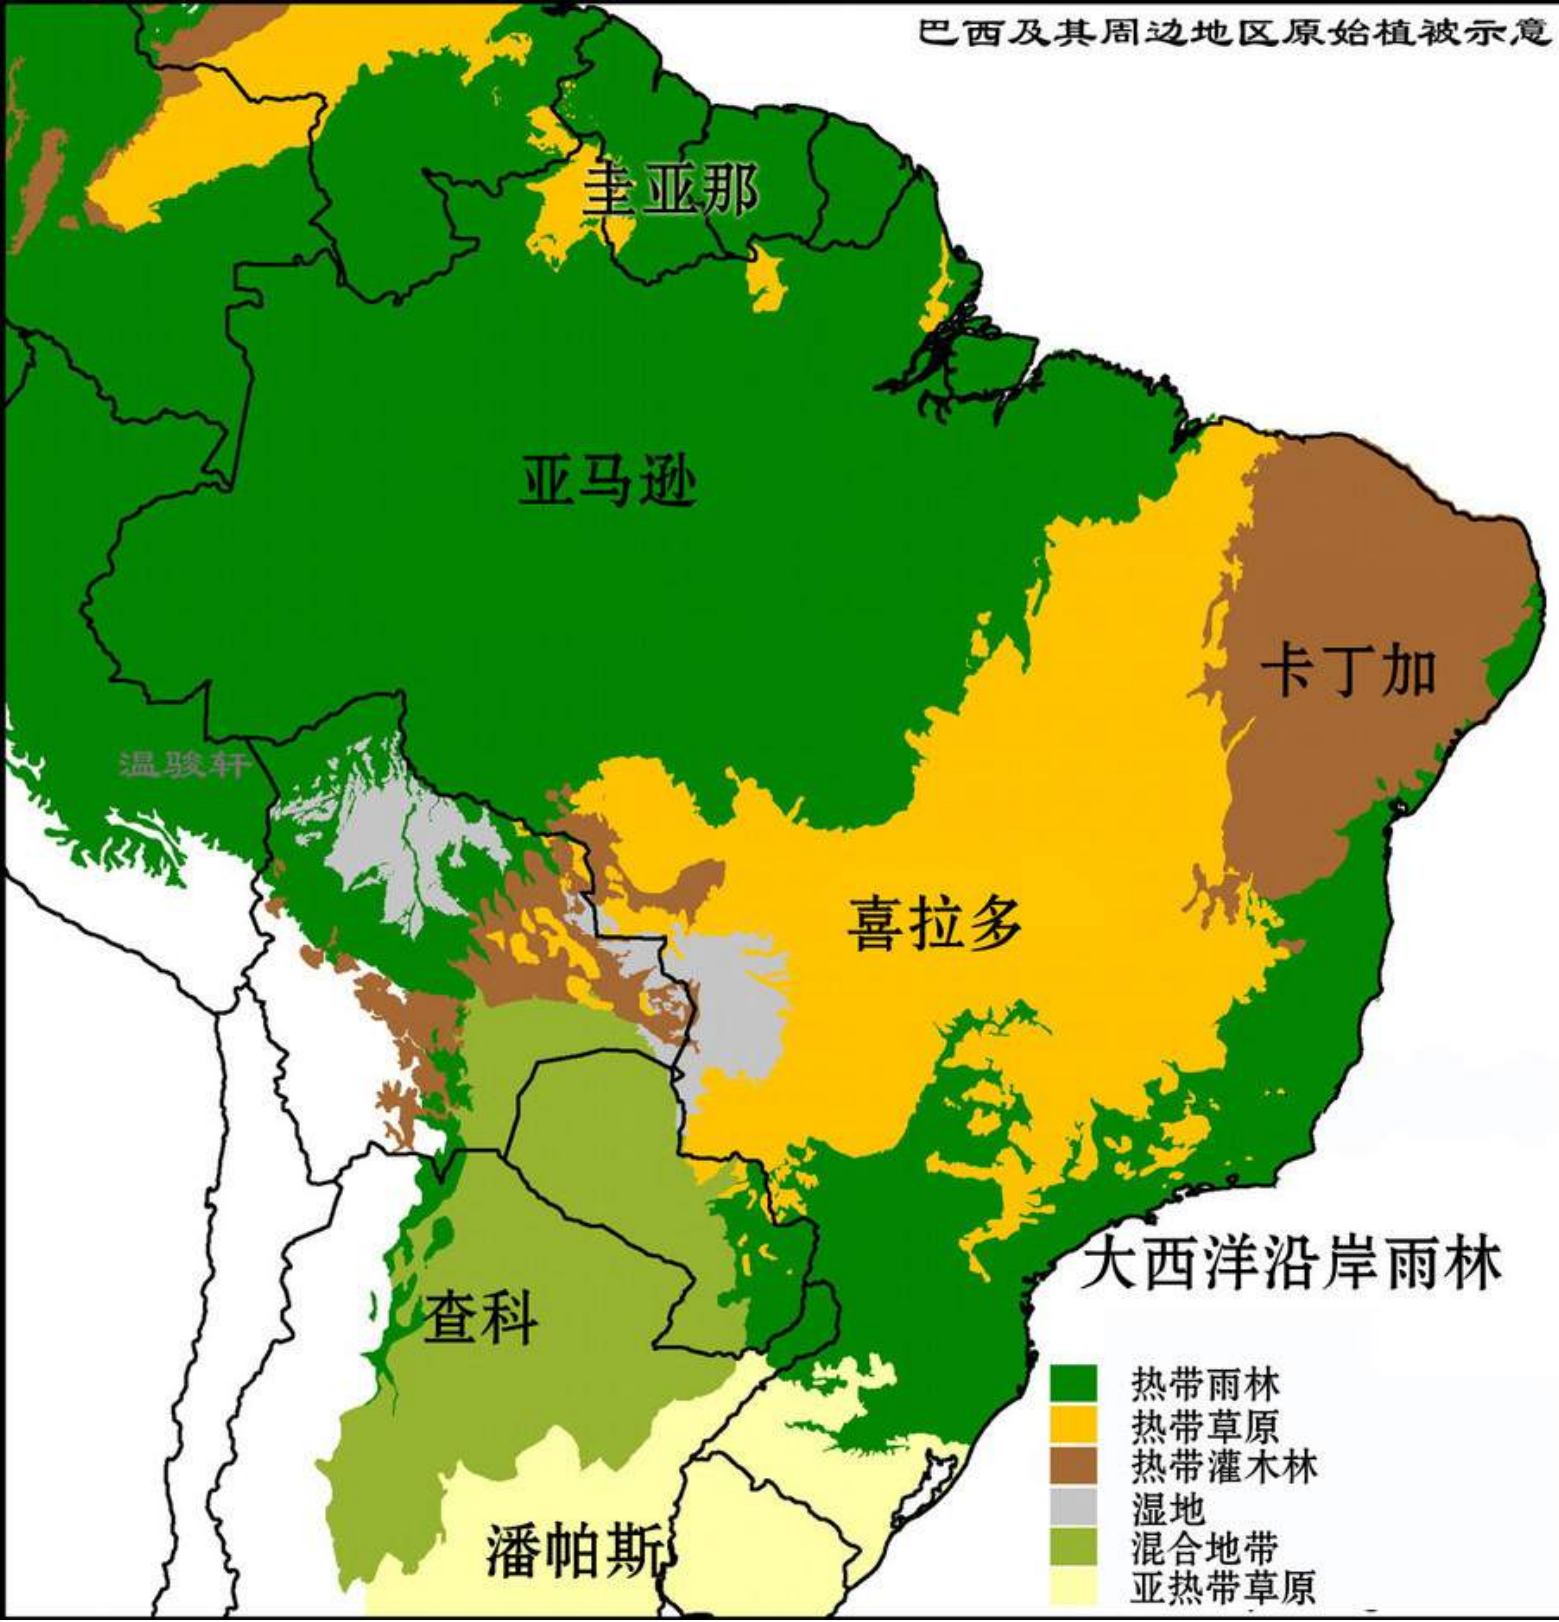 巴西及其周边地区原始植被示意
圭亚那
亚马逊
卡丁加
温骏轩
喜拉多
大西洋沿岸雨林
查科
潘帕斯
热带雨林
热带草原
热带灌木林
湿地
混合地带
亚热带草原